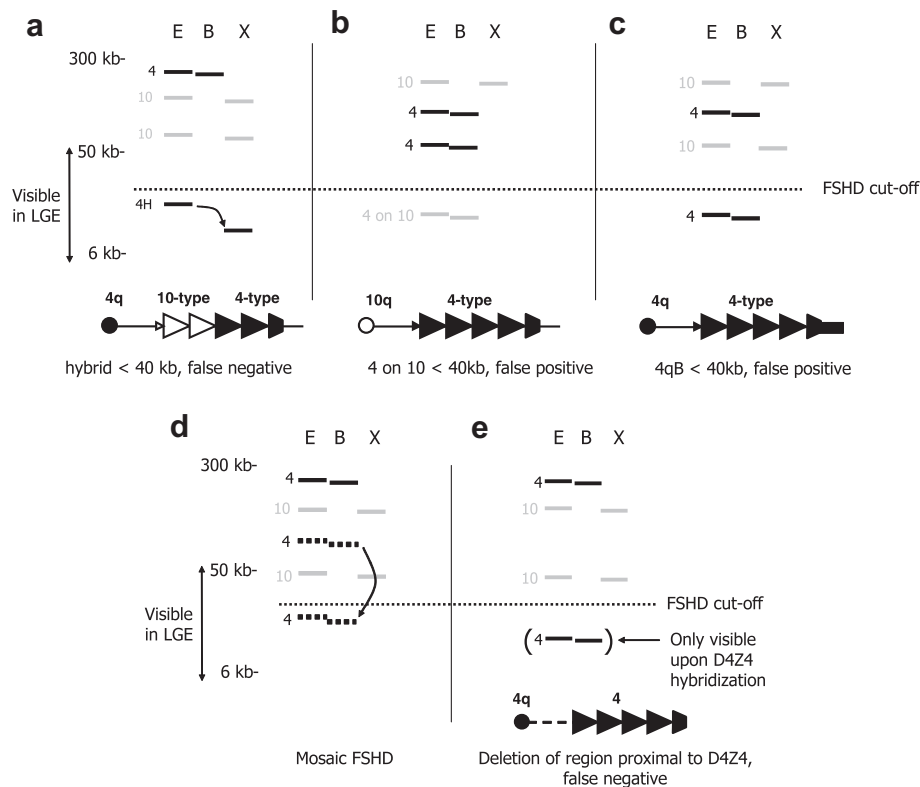 a b c
E B X E B X E B X
300 kb-
4
10
10
10
4
4
10
4
10
50 kb-
Visible
in LGE
FSHD cut-off
4H
4 on 10
4
6 kb-
4q 10-type 4-type
10q 4-type
4q 4-type
hybrid < 40 kb, false negative
4 on 10 < 40kb, false positive
4qB < 40kb, false positive
d e
E B X E B X
300 kb-
4
10
4
10
4
10
10
50 kb-
Visible
in LGE
FSHD cut-off
4
(4 )
Only visible
upon D4Z4
hybridization
6 kb-
4q 4
Mosaic FSHD
Deletion of region proximal to D4Z4,
false negative